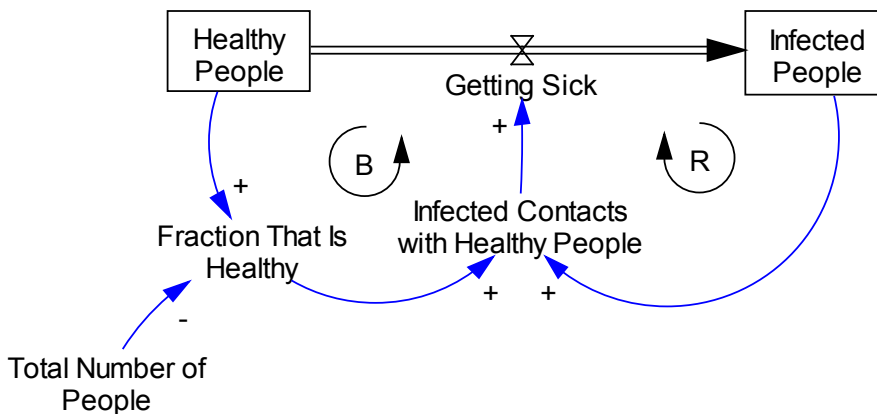 Healthy
People
Infected
People
Getting Sick
+
B
R
+
Infected Contacts
with Healthy People
Fraction That Is
Healthy
+
+
-
Total Number of
People